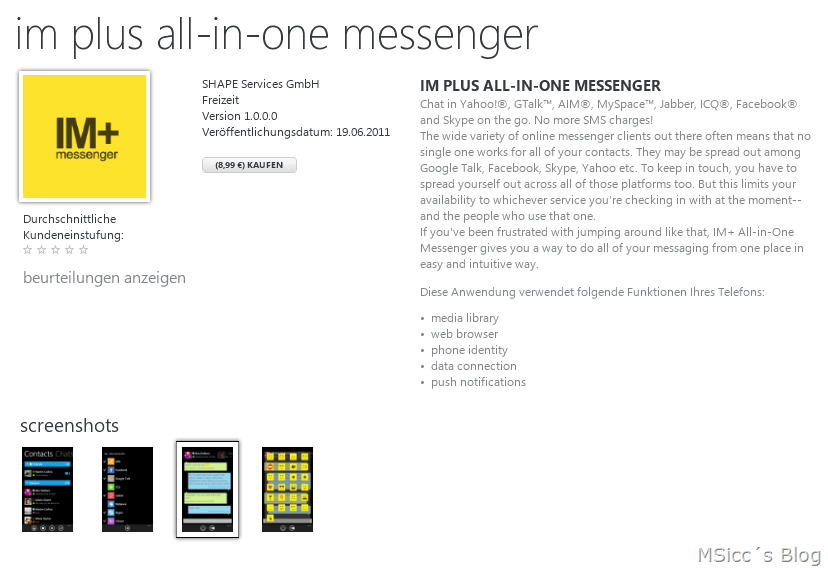 im plus all-in-one messenger
IM+
messenger
SHAPE Services GmbH
Freizeit
Version 1.0.0.0
Veröffentlichungsdatum: 19.06.2011
(8,99 €) KAUFEN
Durchschnittliche
Kundeneinstufung:
beurteilungen anzeigen
IM PLUS ALL-IN-ONE MESSENGER
Chat in Yahoo!®, GTalk™, AIM®, MySpace™, Jabber, ICQ®, Facebook®
and Skype on the go. No more SMS charges!
The wide variety of online messenger clients out there often means that no
single one works for all of your contacts. They may be spread out among
Google Talk, Facebook, Skype, Yahoo etc. To keep in touch, you have to
spread yourself out across all of those platforms too. But this limits your
availability to whichever service you're checking in with at the moment--
and the people who use that one.
If you've been frustrated with jumping around like that, IM+ All-in-One
Messenger gives you a way to do all of your messaging from one place in
easy and intuitive way.
Diese Anwendung verwendet folgende Funktionen Ihres Telefons:
• media library
• web browser
• phone identity
• data connection
• push notifications
screenshots
Contacts Chats
MSicc´s Blog